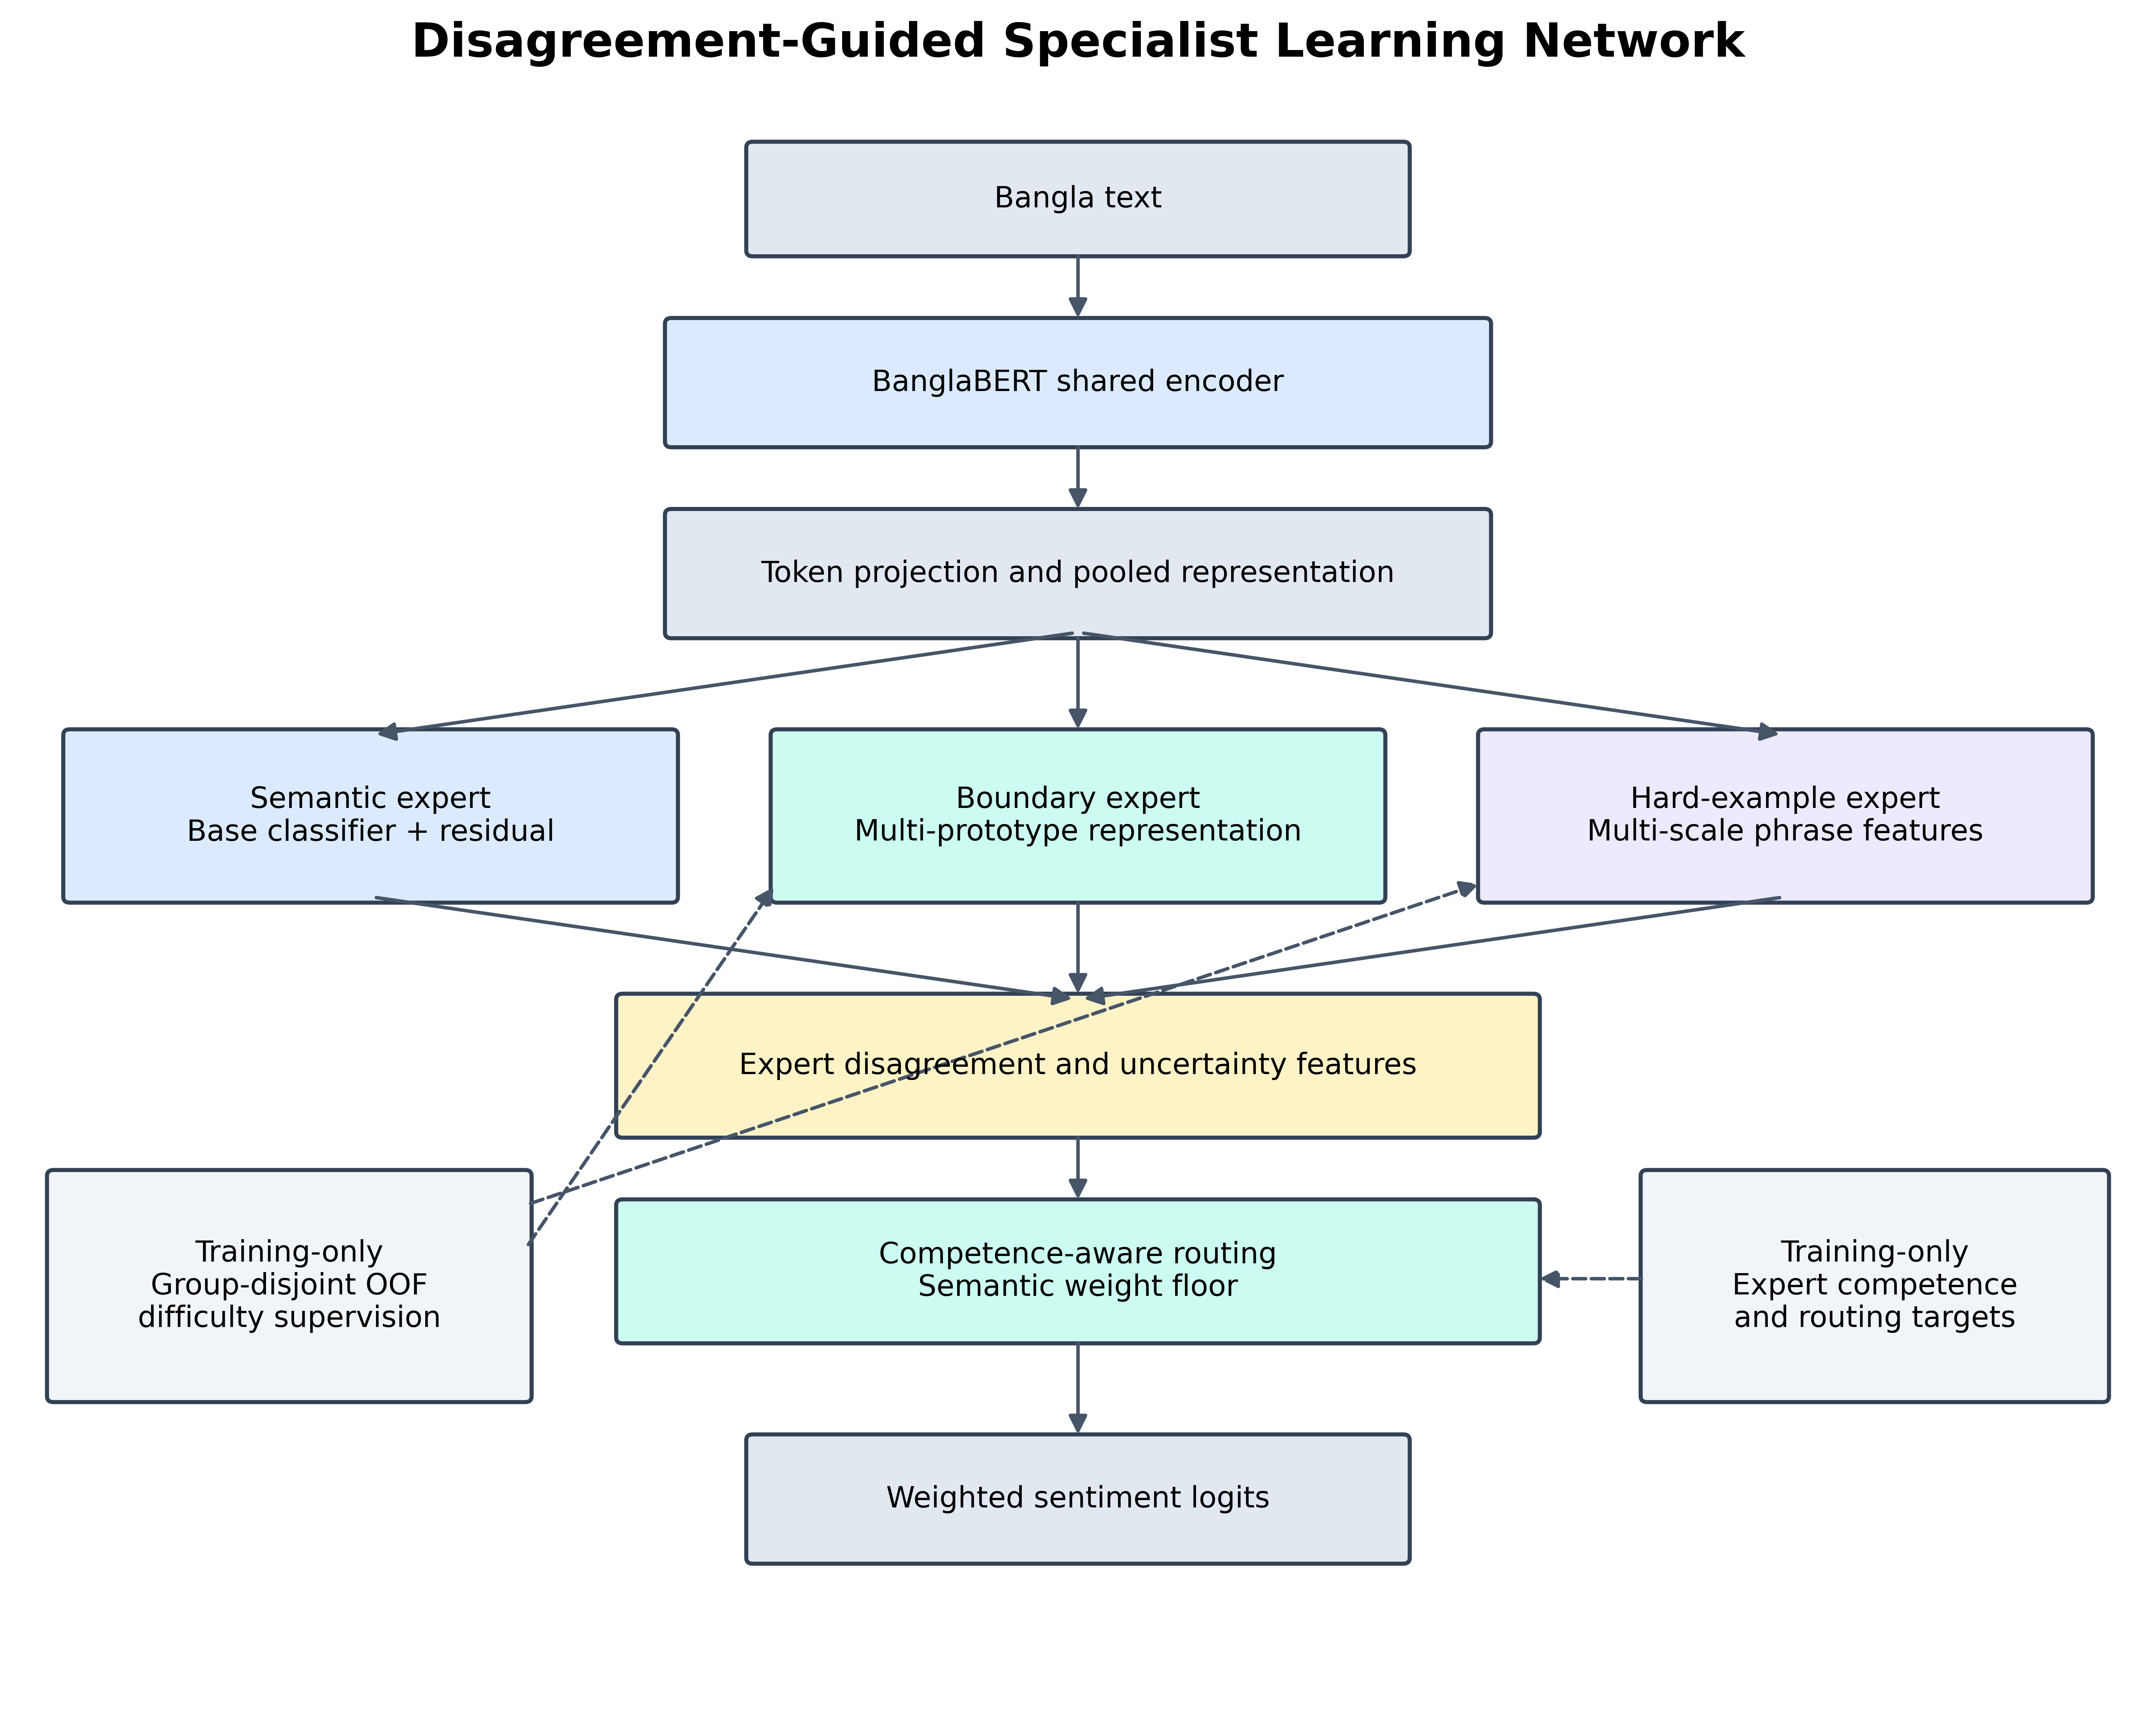 Disagreement-Guided Specialist Learning Network
Bangla text
BanglaBERT shared encoder
Token projection and pooled representation
Semantic expert
Base classifier + residual
Boundary expert
Multi-prototype representation
Hard-example expert
Multi-scale phrase features
Expert disagreement and uncertainty features
Training-only
Group-disjoint OOF
difficulty supervision
Competence-aware routing
Semantic weight floor
Training-only
Expert competence
and routing targets
Weighted sentiment logits